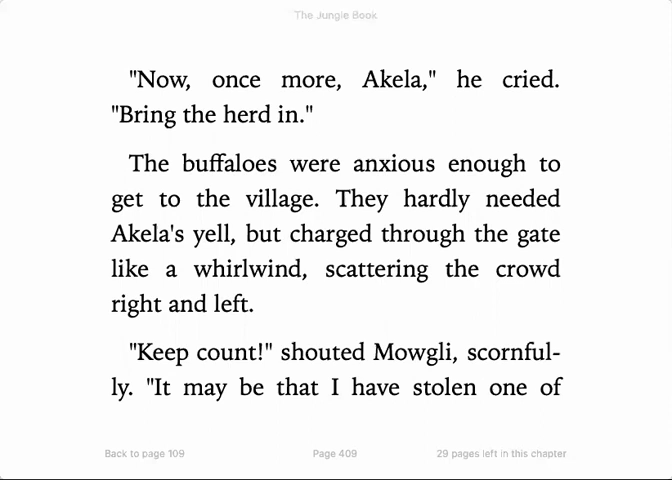 The Jungle Book
"Now, once more, Akela," he cried.
"Bring the herd in."
The buffaloes were anxious enough to
get to the village. They hardly needed
Akela's yell, but charged through the gate
like a whirlwind, scattering the crowd
right and left.
"Keep count!" shouted Mowgli, scornful-
ly. "It may be that I have stolen one of
Back to page 109
Page 409
29 pages left in this chapter